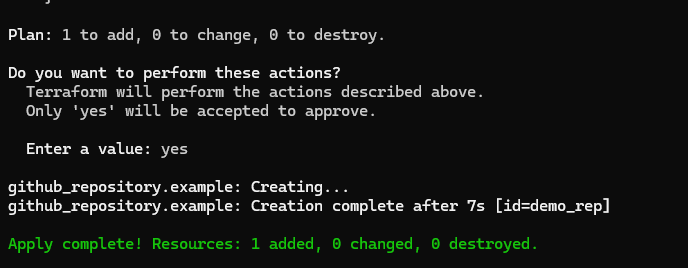 Plan: 1 to add, 0 to change, 0 to destroy.
Do you want to perform these actions?
Terraform will perform the actions described above.
Only 'yes' will be accepted to approve.
Enter a value: yes
github_repository.example: Creating...
github_repository.example: Creation complete after 7s [id=demo_rep]
Apply complete! Resources: 1 added, 0 changed, 0 destroyed.